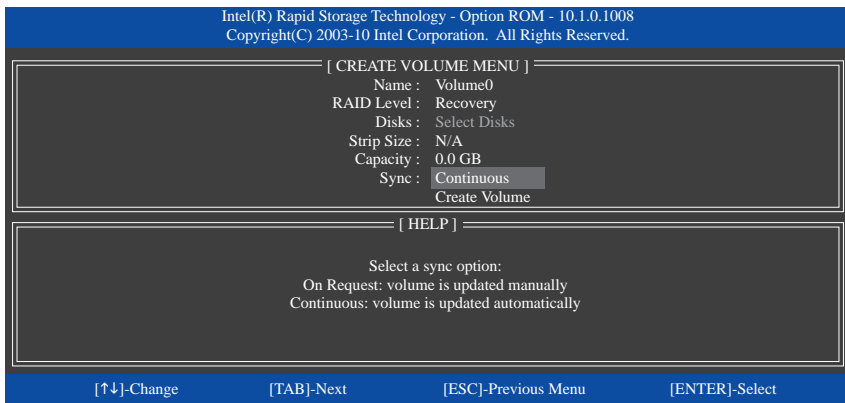 Intel(R) Rapid Storage Technology - Option ROM - 10.1.0.1008
Copyright(C) 2003-10 Intel Corporation. All Rights Reserved.
[ CREATE VOLUME MENU ]
Name : Volume0
RAID Level : Recovery
Disks : Select Disks
Strip Size : N/A
Capacity : 0.0 GB
Sync : Continuous
Create Volume
[ HELP ]
Select a sync option:
On Request: volume is updated manually
Continuous: volume is updated automatically
[↑↓]-Change [TAB]-Next [ESC]-Previous Menu [ENTER]-Select